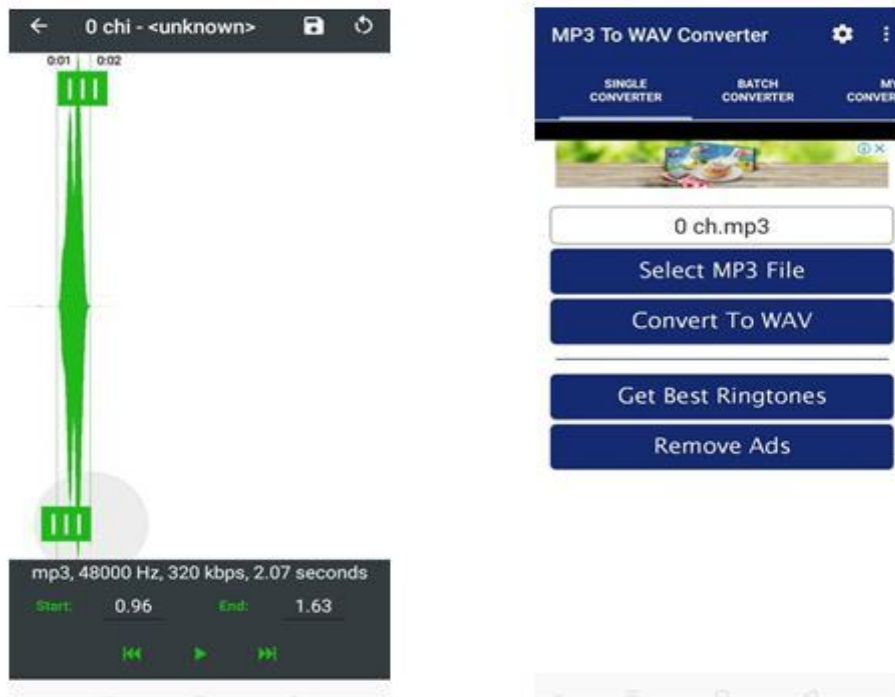 0 chi - <unknown>
0:01 0:02
mp3, 48000 Hz, 320 kbps, 2.07 seconds
Start: 0.96 End: 1.63
MP3 To WAV Converter
SINGLE CONVERTER
BATCH CONVERTER
MY CONVER
0 ch.mp3
Select MP3 File
Convert To WAV
Get Best Ringtones
Remove Ads